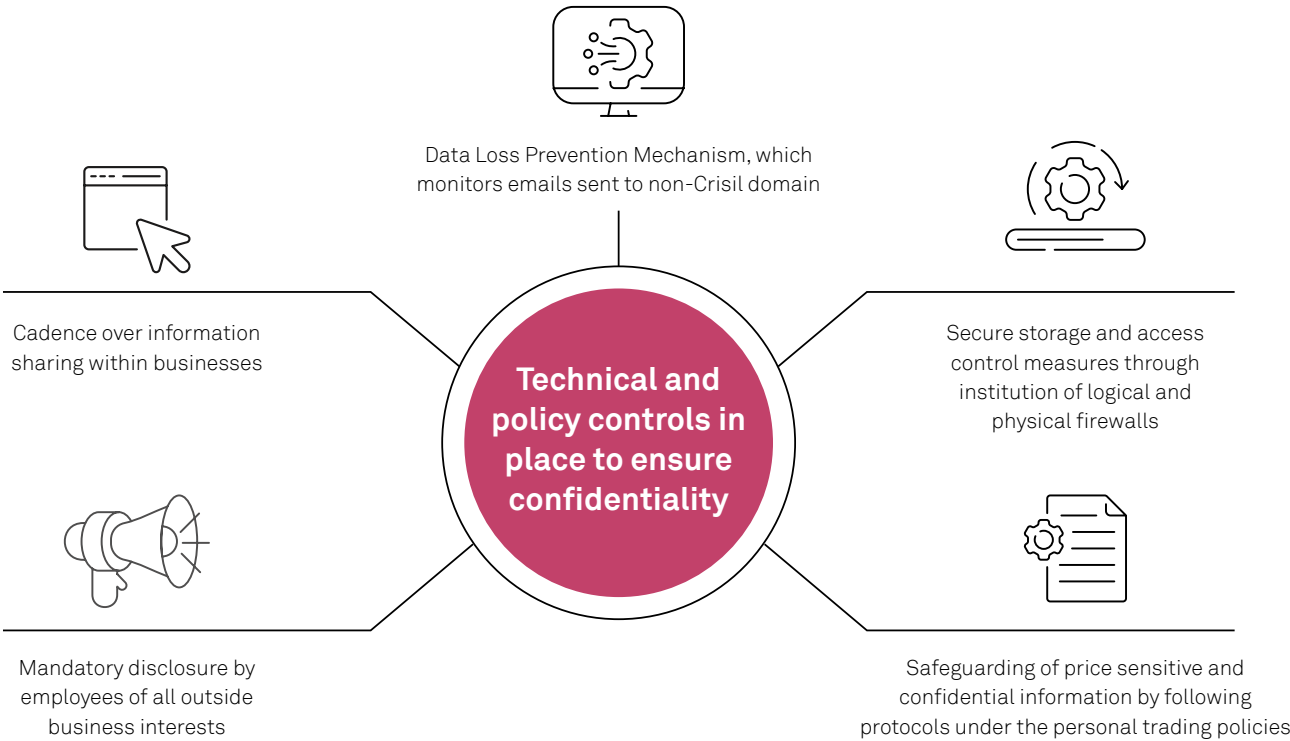 Data Loss Prevention Mechanism, which
monitors emails sent to non-Crisil domain
Cadence over information
sharing within businesses
Secure storage and access
control measures through
institution of logical and
physical firewalls
Technical and
policy controls in
place to ensure
confidentiality
Mandatory disclosure by
employees of all outside
business interests
Safeguarding of price sensitive and
confidential information by following
protocols under the personal trading policies